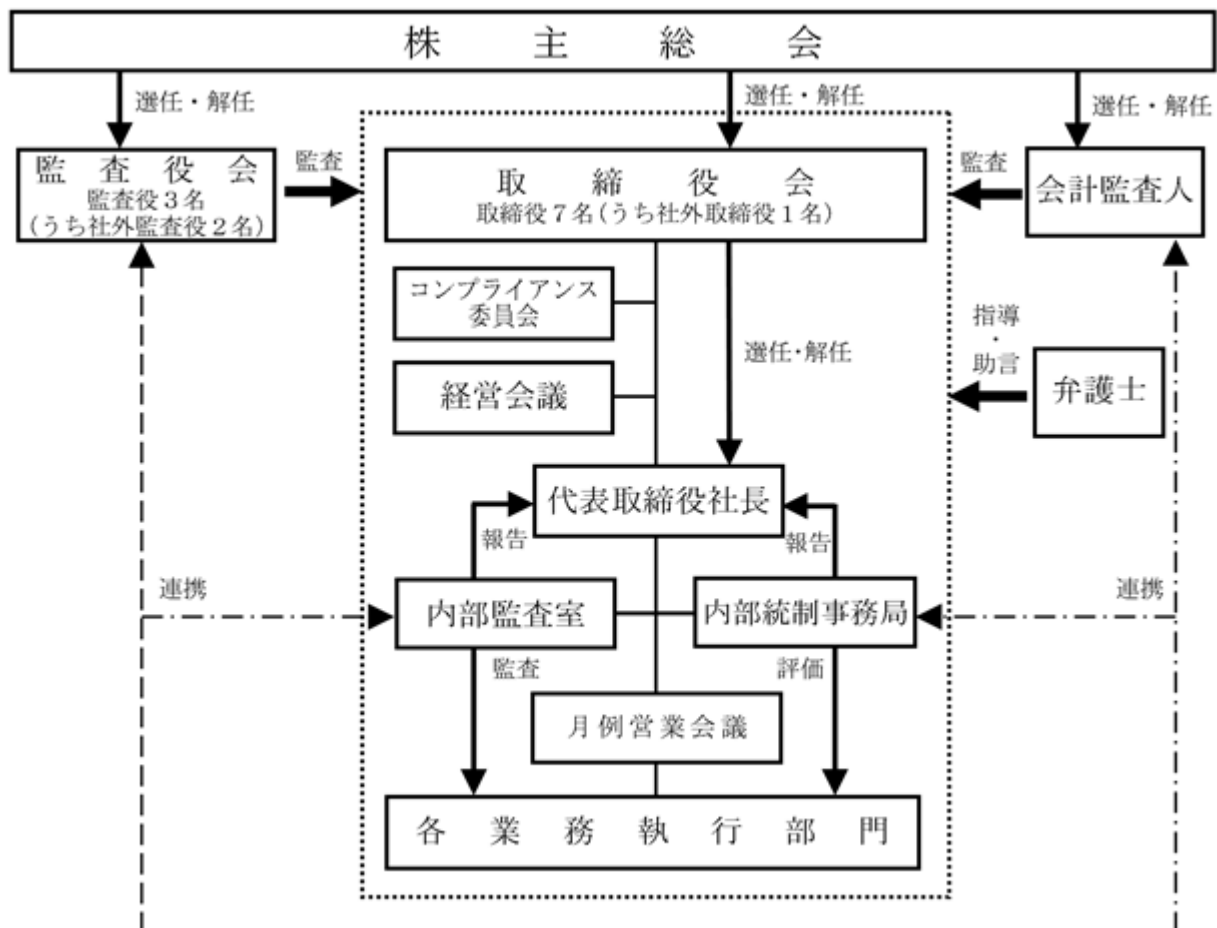 株主総会
選任・解任
選任・解任
選任・解任
監査役会
監査役３名
(うち社外監査役２名)
監査
取締役会
取締役７名(うち社外取締役１名)
監査
会計監査人
コンプライアンス
委員会
選任・解任
指導
・
助言
経営会議
弁護士
代表取締役社長
報告
報告
連携
内部監査室
内部統制事務局
連携
監査
評価
月例営業会議
各業務執行部門